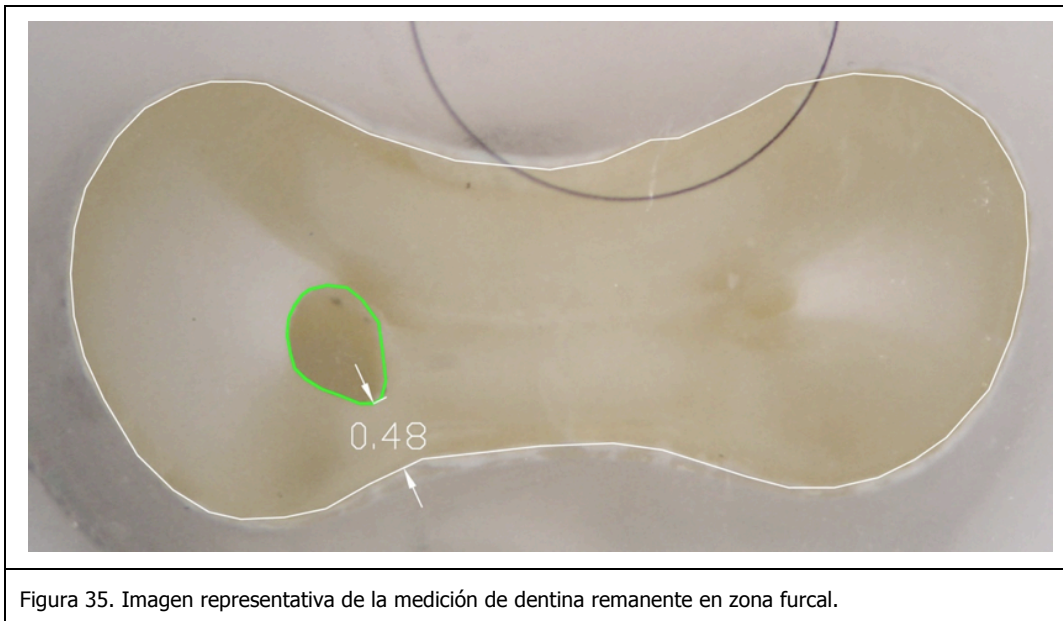 0.48
Figura 35. Imagen representativa de la medición de dentina remanente en zona furcal.